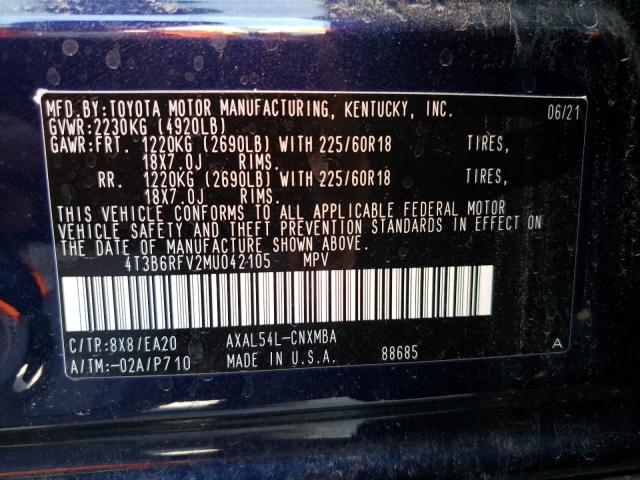 MFD.BY:TOYOTA MOTOR MANUFACTURING, KENTUCKY, INC. 06/21
GVWR:2230KG (4920LB)
GAWR:FRT. 1220KG (2690LB) WITH 225/60R18 TIRES,
18X7.0J RIMS.
RR. 1220KG (2690LB) WITH 225/60R18 TIRES,
18X7.0J RIMS.
THIS VEHICLE CONFORMS TO ALL APPLICABLE FEDERAL MOTOR
VEHICLE SAFETY AND THEFT PREVENTION STANDARDS IN EFFECT ON
THE DATE OF MANUFACTURE SHOWN ABOVE.
4T3B6RFV2MU042105 MPV
C/TR:8X8/EA20 AXAL54L-CNXMBA A
A/TM:-02A/P710 MADE IN U.S.A. 88685